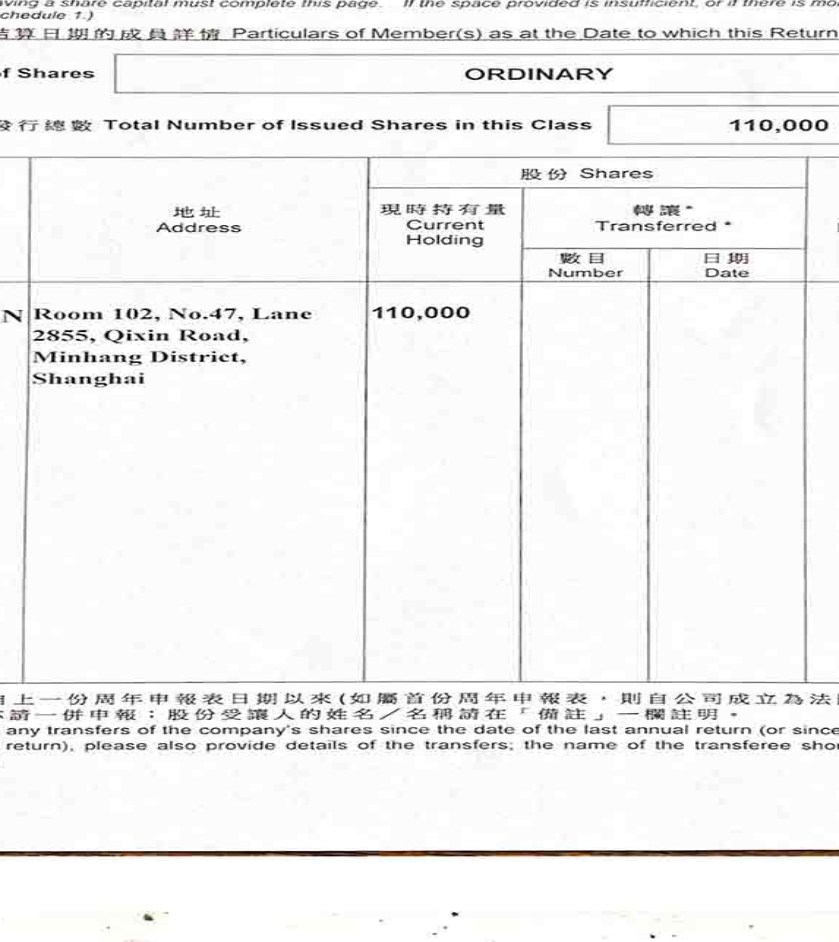 aving a share capital must complete this page. If the space provided is insufficient, or if there is mo
chedule 1.)
結算日期的成員詳情 Particulars of Member(s) as at the Date to which this Return
f Shares
ORDINARY
發行總數 Total Number of Issued Shares in this Class
110,000
股份 Shares
地址
Address
現時持有量
Current
Holding
轉讓*
Transferred *
數目
Number
日期
Date
N
Room 102, No.47, Lane
2855, Qixin Road,
Minhang District,
Shanghai
110,000
自上一份周年申報表日期以來(如屬首份周年申報表，則自公司成立為法
請一併申報；股份受讓人的姓名／名稱請在「備註」一欄註明。
any transfers of the company's shares since the date of the last annual return (or since
return), please also provide details of the transfers; the name of the transferee sho